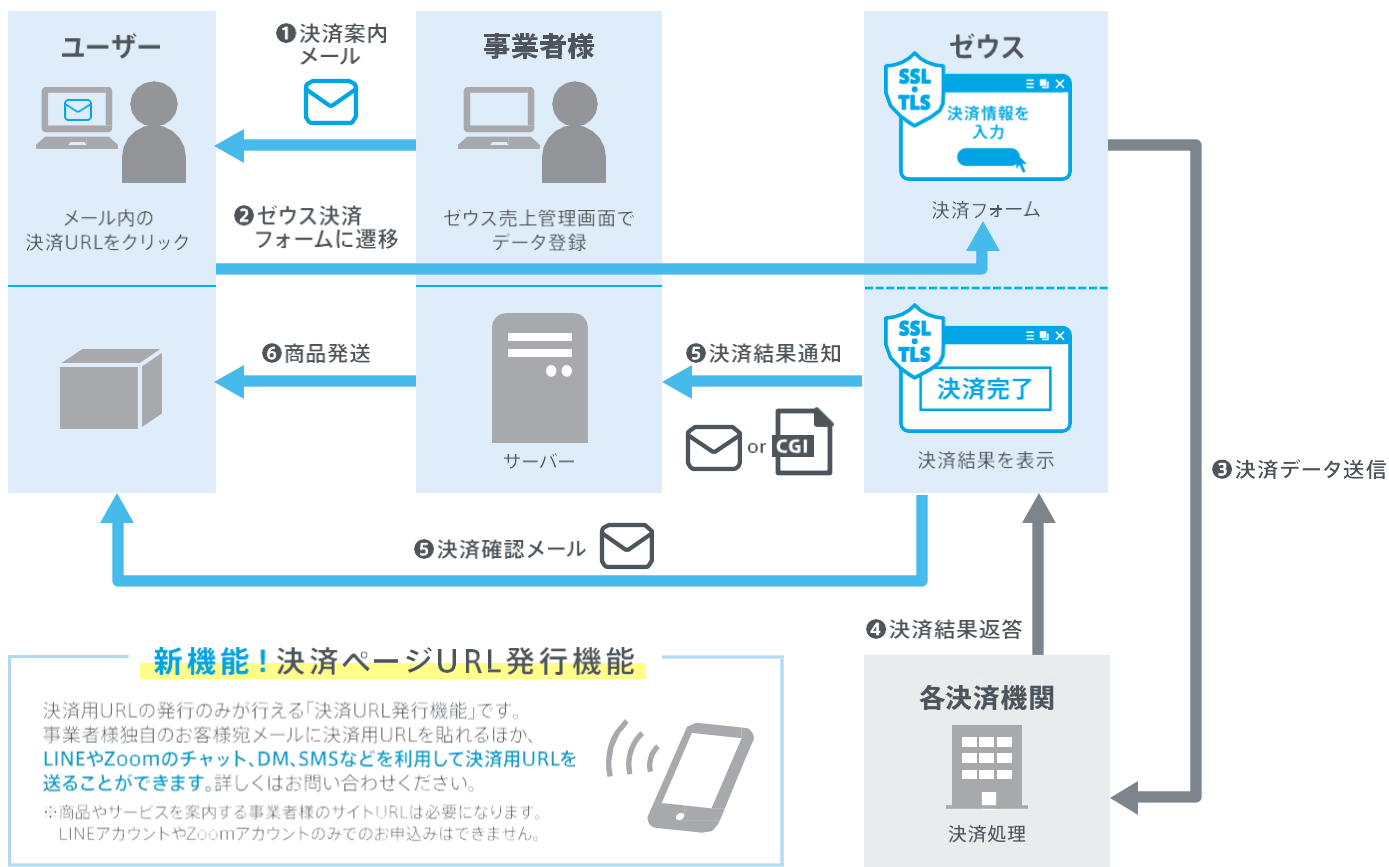 ユーザー
❶決済案内
メール
事業者様
ゼウス
SSL
・
TLS
決済情報を
入力
メール内の
決済URLをクリック
❷ゼウス決済
フォームに遷移
ゼウス売上管理画面で
データ登録
決済フォーム
❻商品発送
サーバー
❺決済結果通知
or
CGI
SSL
・
TLS
決済完了
決済結果を表示
❸決済データ送信
❺決済確認メール
❹決済結果返答
各決済機関
決済処理
新機能！決済ページURL発行機能
決済用URLの発行のみが行える「決済URL発行機能」です。
事業者様独自のお客様宛メールに決済用URLを貼れるほか、
LINEやZoomのチャット、DM、SMSなどを利用して決済用URLを
送ることができます。詳しくはお問い合わせください。
※商品やサービスを案内する事業者様のサイトURLは必要になります。
LINEアカウントやZoomアカウントのみでのお申込みはできません。